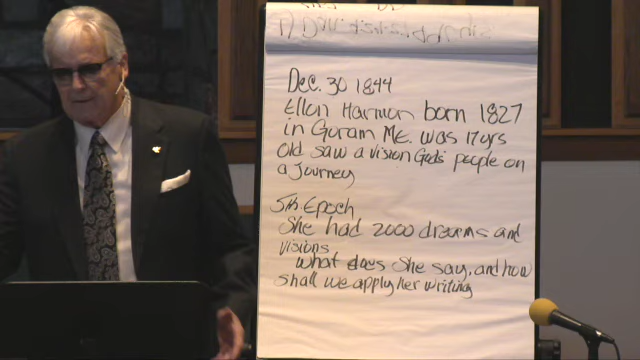 Dec. 30 1844
Ellen Harmon born 1827
in Goram ME. was 17 yrs
old saw a vision Gods' people on
a journey
5th. Epoch
She had 2000 dreams and
visions
what does She say, and how
shall we apply her writing